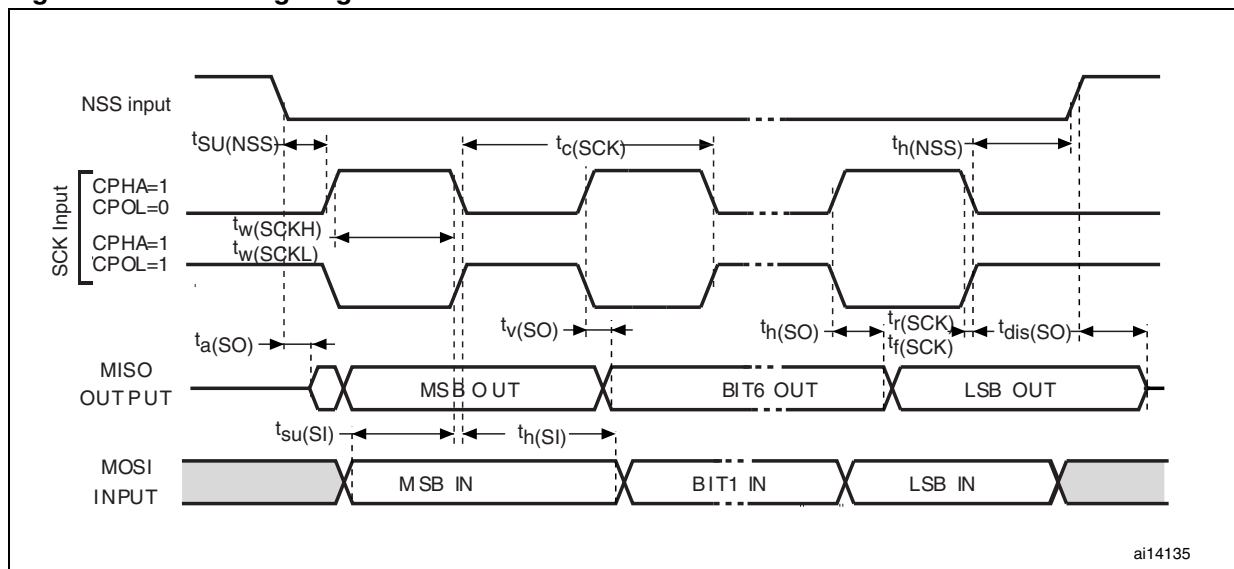 NSS input
tSU(NSS)
tc(SCK)
th(NSS)
SCK Input
CPHA=1
CPOL=0
tw(SCKH)
CPHA=1
tw(SCKL)
CPOL=1
tv(SO)
th(SO)
tr(SCK)
tf(SCK)
tdis(SO)
ta(SO)
MISO
OUTPUT
MSB OUT
BIT6 OUT
LSB OUT
tsu(SI)
th(SI)
MOSI
INPUT
MSB IN
BIT1 IN
LSB IN
ai14135